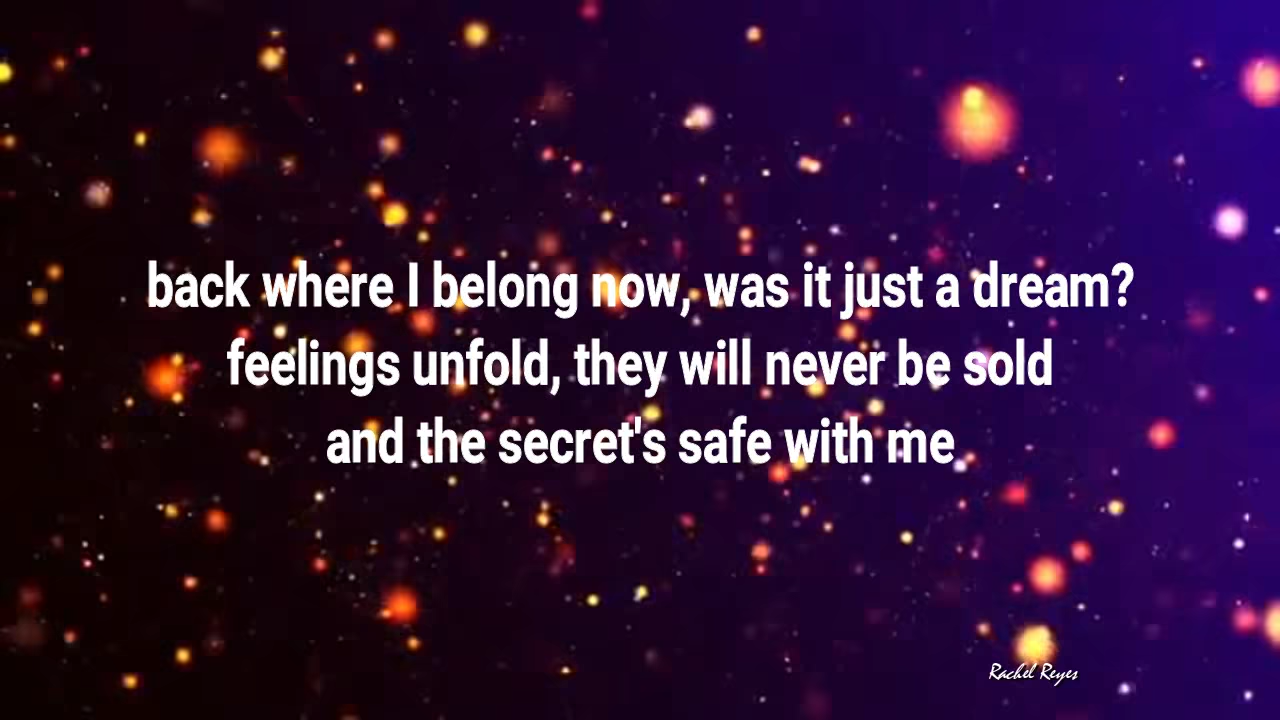 back where I belong now, was it just a dream?
feelings unfold, they will never be sold
and the secret's safe with me
Rachel Reyes